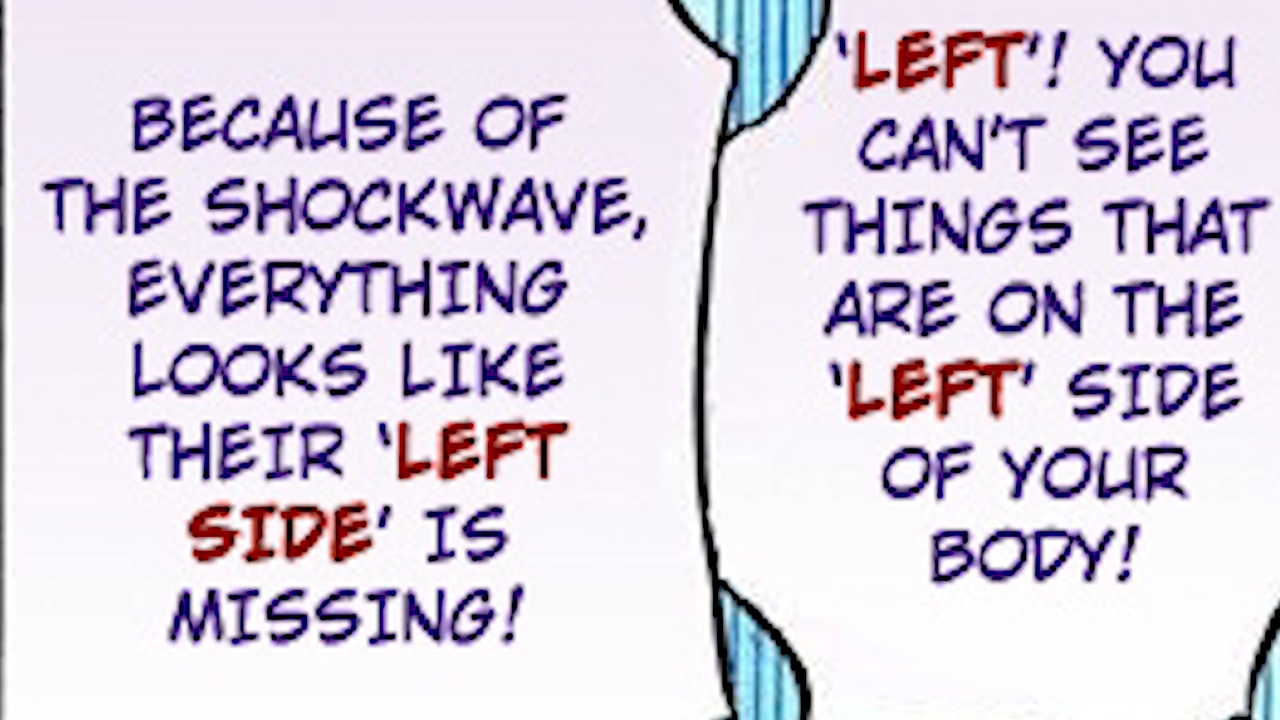 BECAUSE OF
THE SHOCKWAVE,
EVERYTHING
LOOKS LIKE
THEIR 'LEFT
SIDE' IS
MISSING!
'LEFT'! YOU
CAN'T SEE
THINGS THAT
ARE ON THE
'LEFT' SIDE
OF YOUR
BODY!